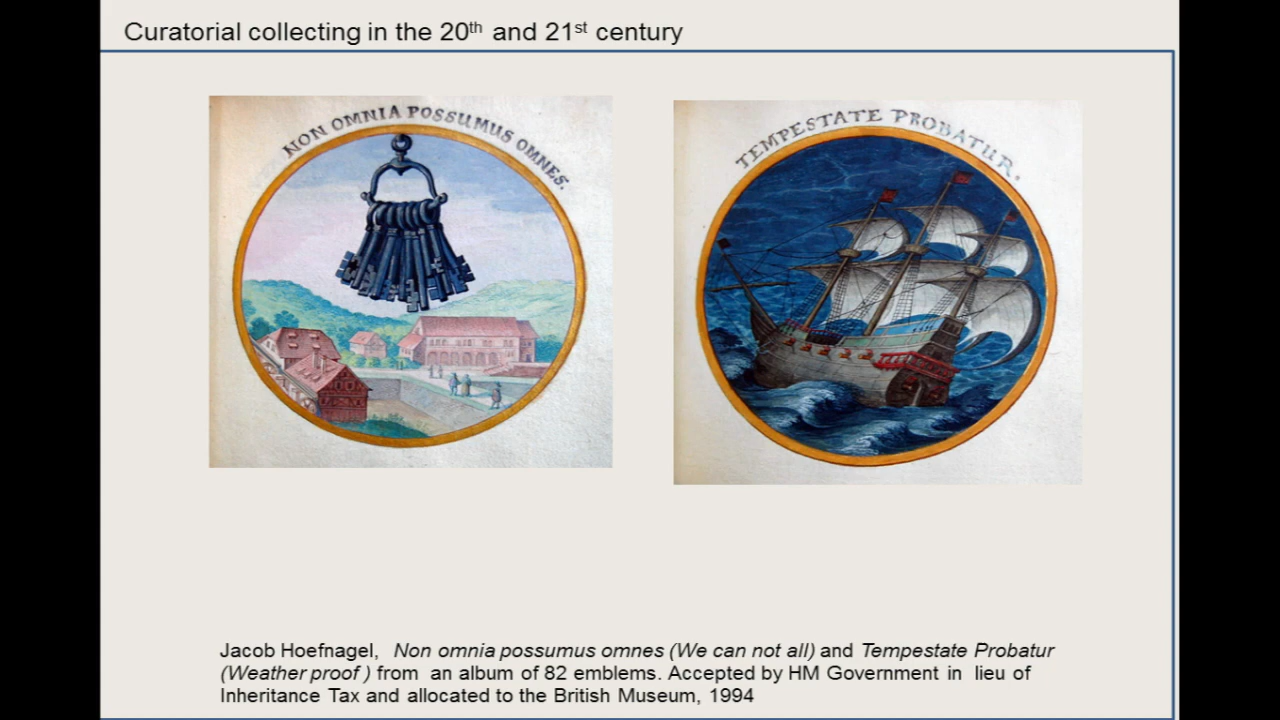 Curatorial collecting in the 20th and 21st century
NON OMNIA POSSUMUS OMNES.
TEMPESTATE PROBATUR.
Jacob Hoefnagel, Non omnia possumus omnes (We can not all) and Tempestate Probatur
(Weather proof ) from an album of 82 emblems. Accepted by HM Government in lieu of
Inheritance Tax and allocated to the British Museum, 1994